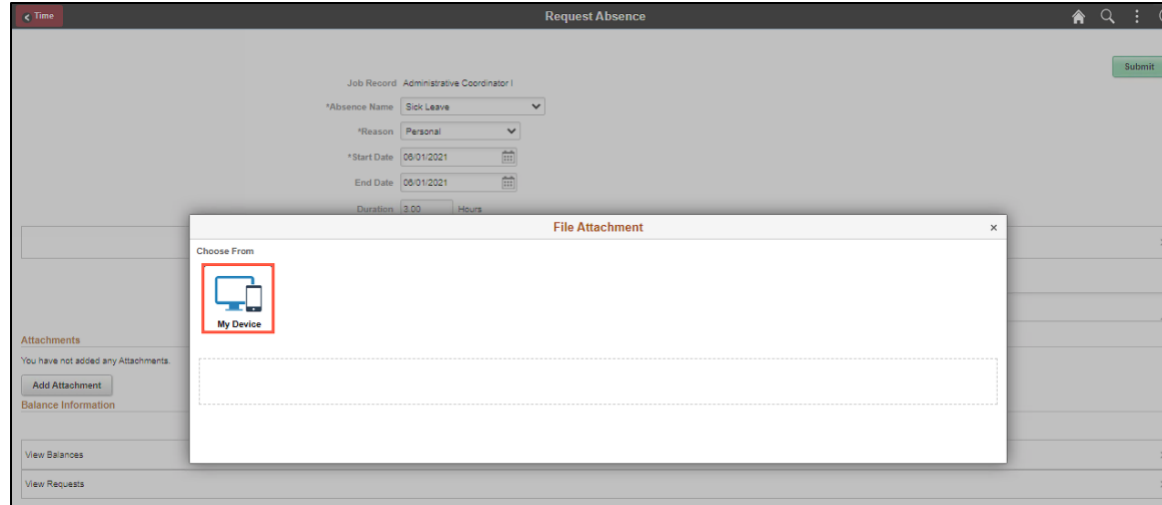 Time
Request Absence
Submit
Job Record Administrative Coordinator I
*Absence Name Sick Leave
*Reason Personal
*Start Date 06/01/2021
End Date 06/01/2021
Duration 3.00 Hours
File Attachment
×
Choose From
My Device
Attachments
You have not added any Attachments.
Add Attachment
Balance Information
View Balances
View Requests